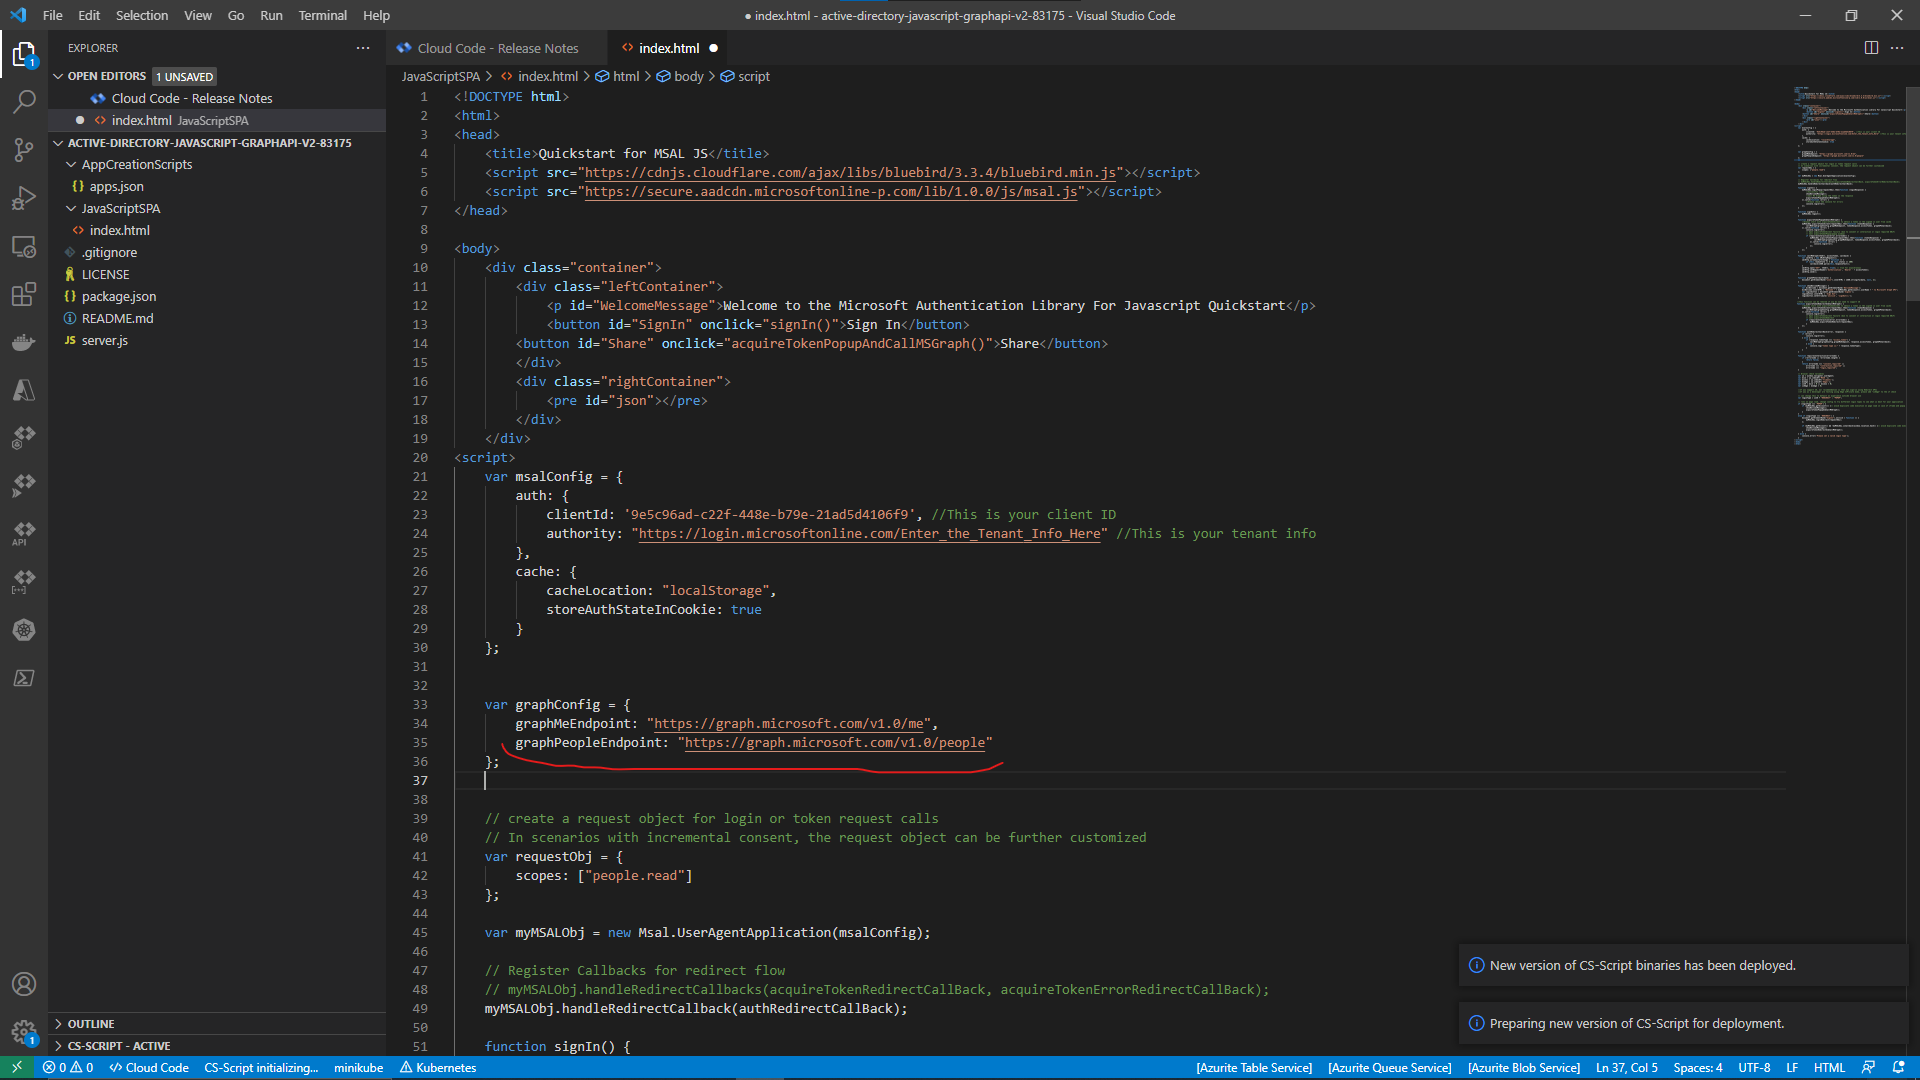 File Edit Selection View Go Run Terminal Help
● index.html - active-directory-javascript-graphapi-v2-83175 - Visual Studio Code
EXPLORER
OPEN EDITORS 1 UNSAVED
Cloud Code - Release Notes
index.html JavaScriptSPA
ACTIVE-DIRECTORY-JAVASCRIPT-GRAPHAPI-V2-83175
AppCreationScripts
{} apps.json
JavaScriptSPA
<> index.html
.gitignore
LICENSE
{} package.json
README.md
JS server.js
OUTLINE
CS-SCRIPT - ACTIVE
1
API
1
Cloud Code - Release Notes
<> index.html
JavaScriptSPA > <> index.html > html > body > script
1 <!DOCTYPE html>
2 <html>
3 <head>
4 <title>Quickstart for MSAL JS</title>
5 <script src="https://cdnjs.cloudflare.com/ajax/libs/bluebird/3.3.4/bluebird.min.js"></script>
6 <script src="https://secure.aadcdn.microsoftonline-p.com/lib/1.0.0/js/msal.js"></script>
7 </head>
8
9 <body>
10 <div class="container">
11 <div class="leftContainer">
12 <p id="WelcomeMessage">Welcome to the Microsoft Authentication Library For Javascript Quickstart</p>
13 <button id="SignIn" onclick="signIn()">Sign In</button>
14 <button id="Share" onclick="acquireTokenPopupAndCallMSGraph()">Share</button>
15 </div>
16 <div class="rightContainer">
17 <pre id="json"></pre>
18 </div>
19 </div>
20 <script>
21 var msalConfig = {
22 auth: {
23 clientId: '9e5c96ad-c22f-448e-b79e-21ad5d4106f9', //This is your client ID
24 authority: "https://login.microsoftonline.com/Enter_the_Tenant_Info_Here" //This is your tenant info
25 },
26 cache: {
27 cacheLocation: "localStorage",
28 storeAuthStateInCookie: true
29 }
30 };
31
32
33 var graphConfig = {
34 graphMeEndpoint: "https://graph.microsoft.com/v1.0/me",
35 graphPeopleEndpoint: "https://graph.microsoft.com/v1.0/people"
36 };
37
38
39 // create a request object for login or token request calls
40 // In scenarios with incremental consent, the request object can be further customized
41 var requestObj = {
42 scopes: ["people.read"]
43 };
44
45 var myMSALObj = new Msal.UserAgentApplication(msalConfig);
46
47 // Register Callbacks for redirect flow
48 // myMSALObj.handleRedirectCallbacks(acquireTokenRedirectCallBack, acquireTokenErrorRedirectCallBack);
49 myMSALObj.handleRedirectCallback(authRedirectCallBack);
50
51 function signIn() {
New version of CS-Script binaries has been deployed.
Preparing new version of CS-Script for deployment.
0 0 </> Cloud Code CS-Script initializing... minikube Kubernetes [Azurite Table Service] [Azurite Queue Service] [Azurite Blob Service] Ln 37, Col 5 Spaces: 4 UTF-8 LF HTML